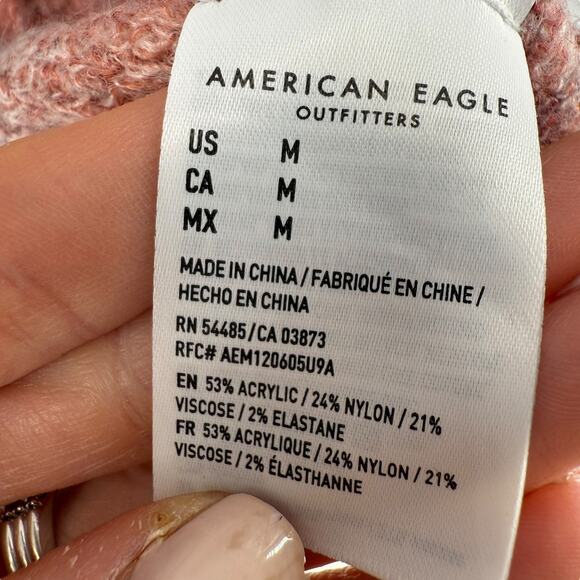 AMERICAN EAGLE
OUTFITTERS
US M
CA M
MX M
MADE IN CHINA / FABRIQUÉ EN CHINE /
HECHO EN CHINA
RN 54485/CA 03873
RFC# AEM120605U9A
EN 53% ACRYLIC / 24% NYLON / 21%
VISCOSE / 2% ELASTANE
FR 53% ACRYLIQUE / 24% NYLON / 21%
VISCOSE / 2% ÉLASTHANNE